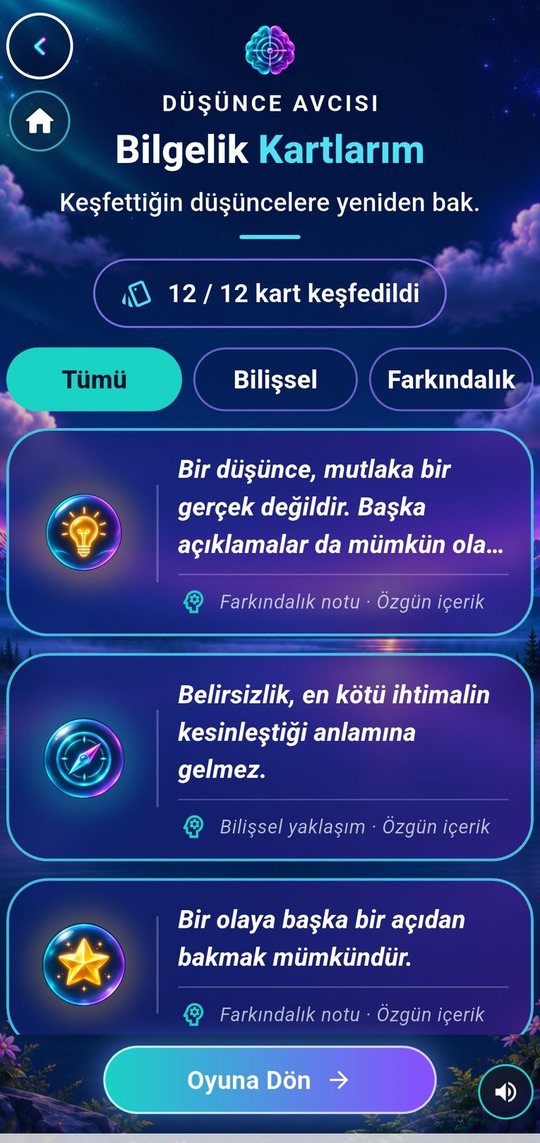 DÜŞÜNCE AVCISI
Bilgelik Kartlarım
Keşfettiğin düşüncelere yeniden bak.
12 / 12 kart keşfedildi
Tümü
Bilişsel
Farkındalık
Bir düşünce, mutlaka bir
gerçek değildir. Başka
açıklamalar da mümkün ola...
Farkındalık notu · Özgün içerik
Belirsizlik, en kötü ihtimalin
kesinleştiği anlamına
gelmez.
Bilişsel yaklaşım · Özgün içerik
Bir olaya başka bir açıdan
bakmak mümkündür.
Farkındalık notu · Özgün içerik
Oyuna Dön